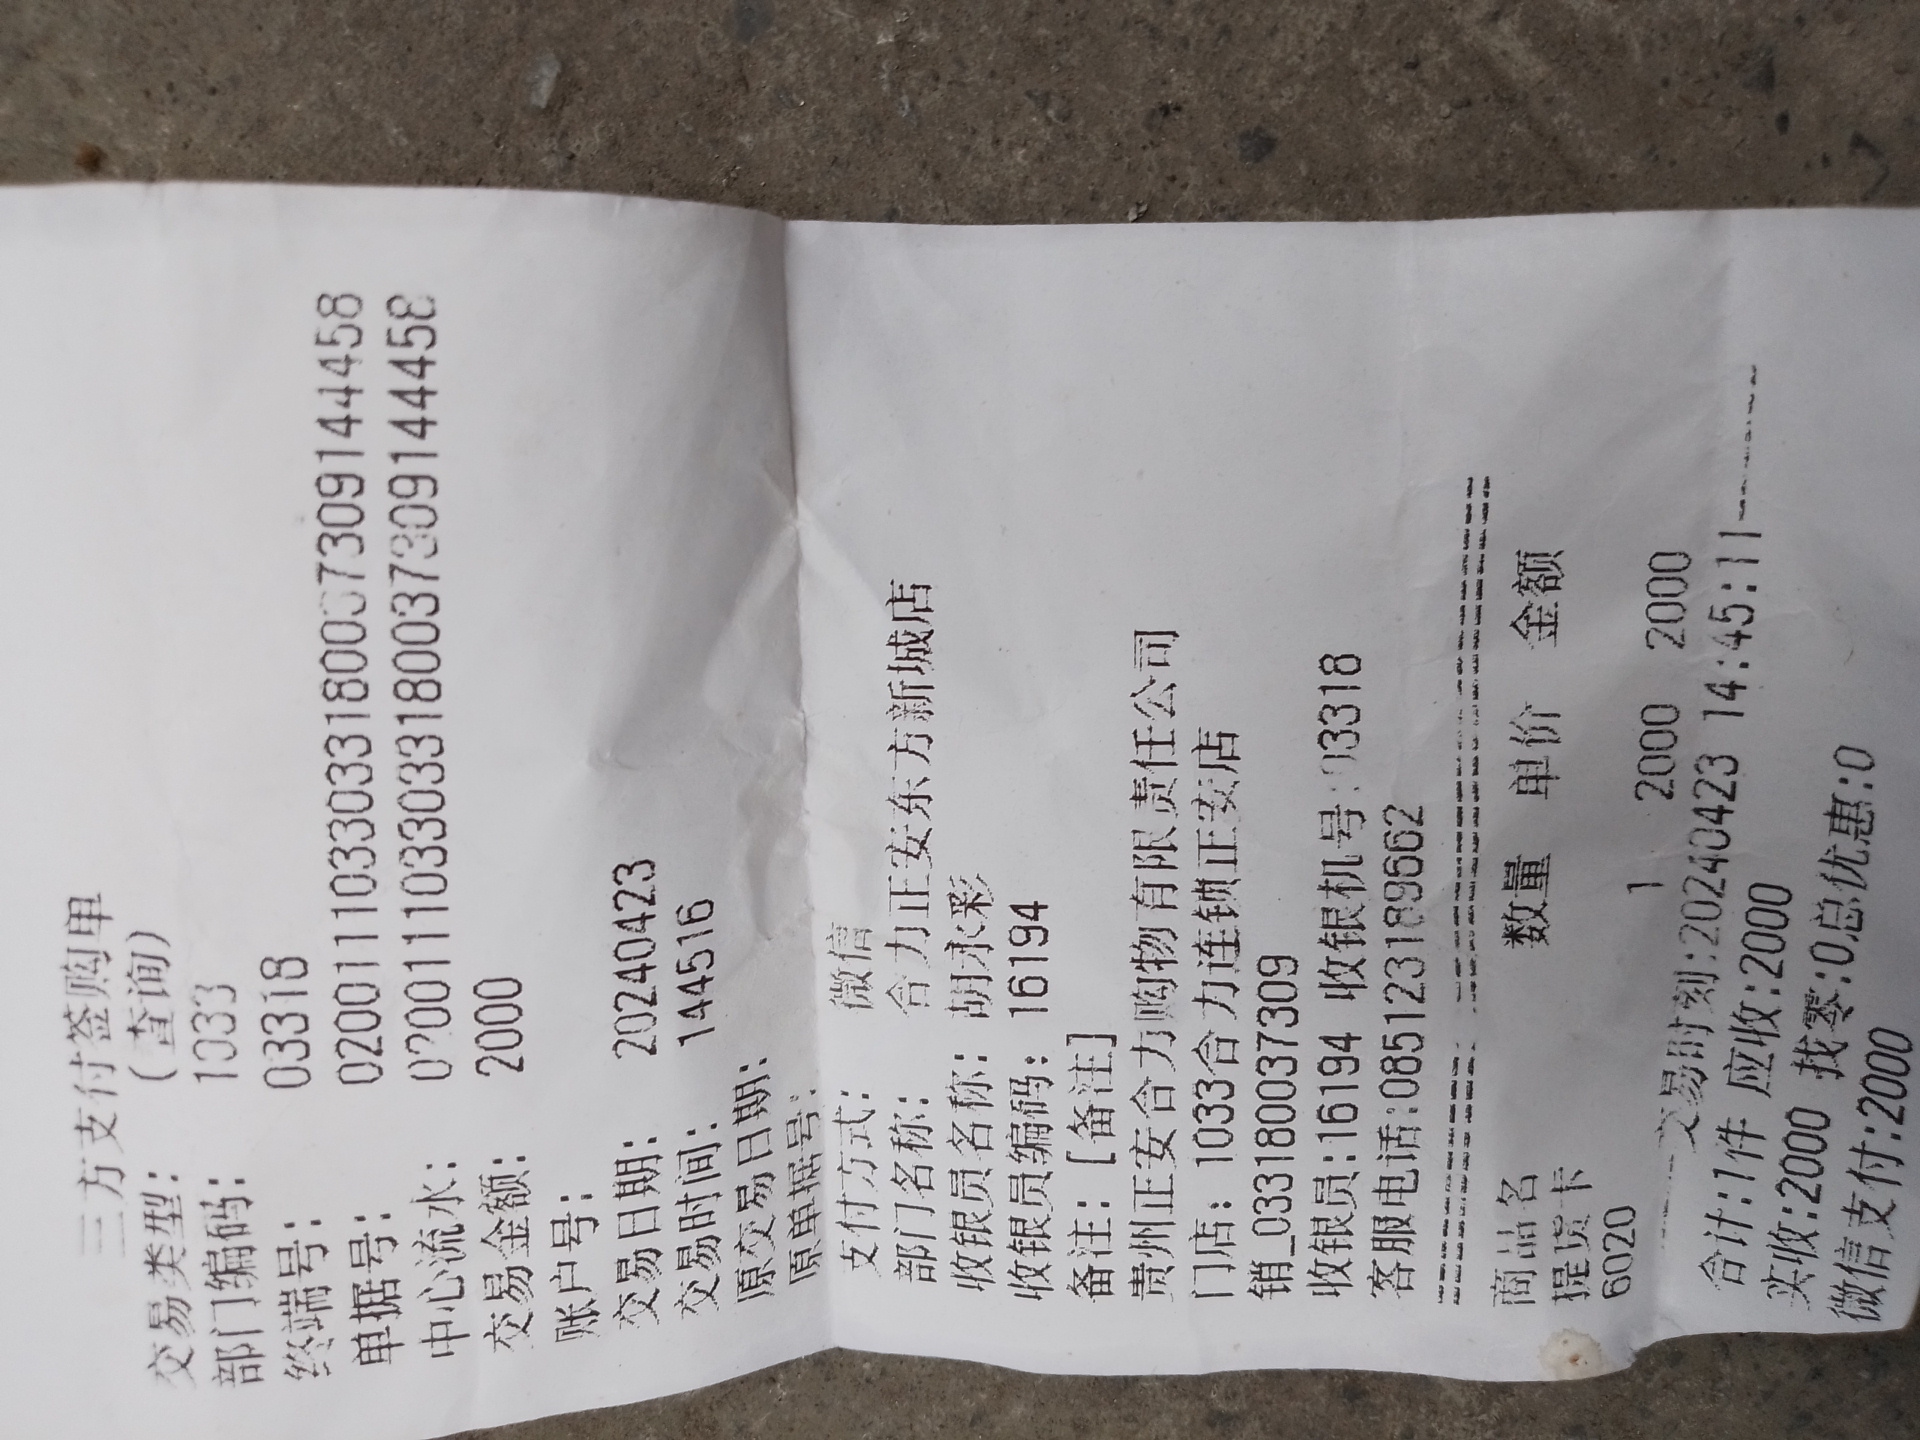 三方支付签购单
交易类型： （查询）
部门编码： 1033
终端号： 03318
单据号： 0200111033033180037309144458
中心流水： 0200111033033180037309144458
交易金额： 2000
账户号：
交易日期： 20240423
交易时间： 144516
原交易日期：
原单据号：
支付方式： 微信
部门名称： 合力正安东方新城店
收银员名称： 胡永彩
收银员编码： 16194
备注：[备注]
贵州正安合力购物有限责任公司
门店：1033合力连锁正安店
销_03318003​7309
收银员:16194 收银机号:03318
客服电话:085123189662
商品名 数量 单价 金额
提货卡
6020 1 2000 2000
交易时刻:20240423 14:45:11
合计:1件 应收:2000
实收:2000 找零:0总优惠:0
微信支付:2000